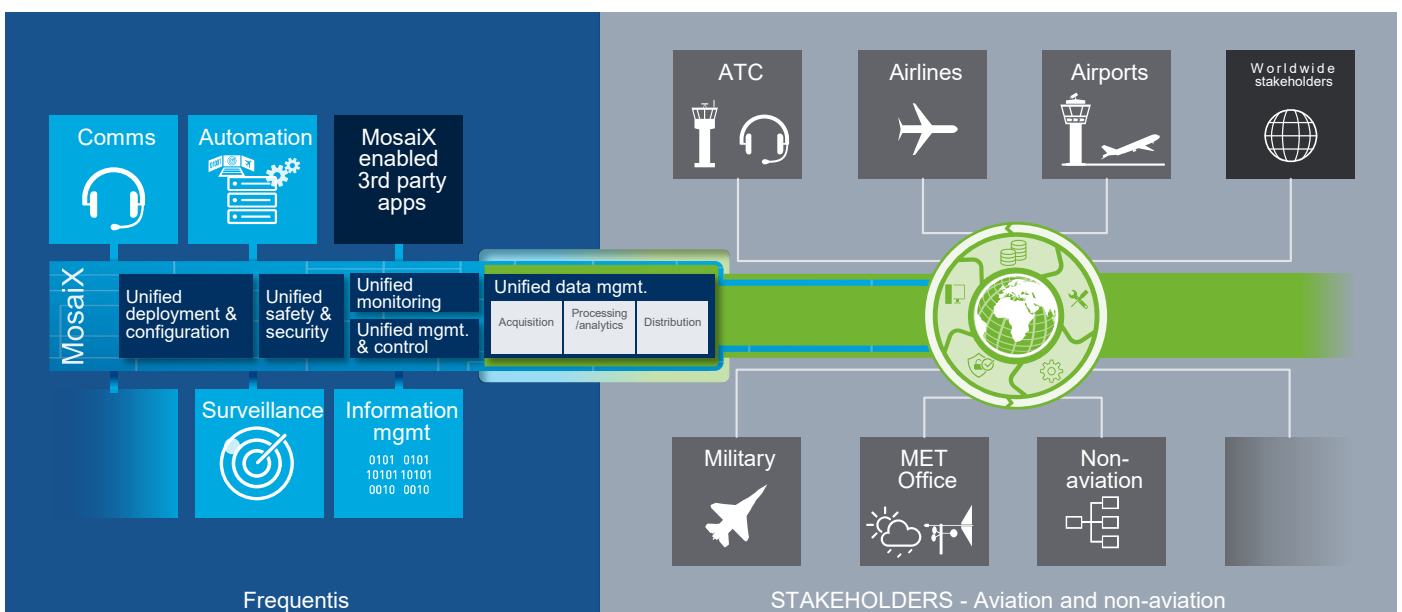 ATC
Airlines
Airports
Worldwide
stakeholders
Comms
Automation
MosaiX
enabled
3rd party
apps
MosaiX
Unified
deployment &
configuration
Unified
safety &
security
Unified
monitoring
Unified mgmt.
& control
Unified data mgmt.
Acquisition
Processing
/analytics
Distribution
Surveillance
Information
mgmt
0101 0101
10101 10101
0010 0010
Military
MET
Office
Non-
aviation
Frequentis
STAKEHOLDERS - Aviation and non-aviation